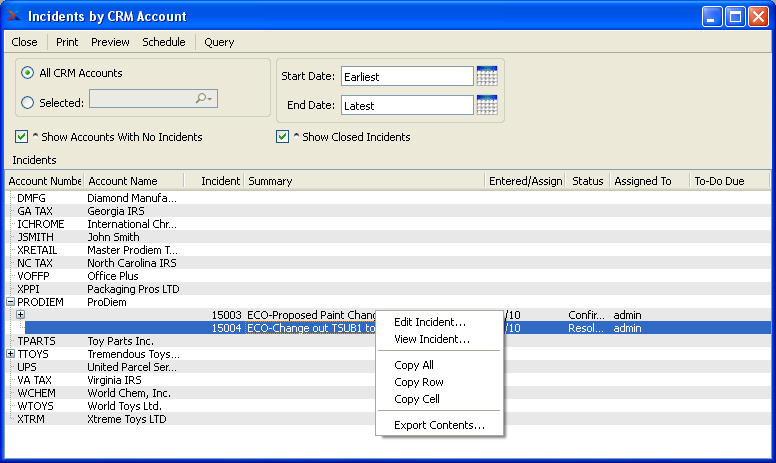 Incidents by CRM Account
Close Print Preview Schedule Query
All CRM Accounts
Selected:
Start Date: Earliest
End Date: Latest
^ Show Accounts With No Incidents ^ Show Closed Incidents
Incidents
Account Numbe Account Name Incident Summary Entered/Assign Status Assigned To To-Do Due
DMFG Diamond Manufa...
GA TAX Georgia IRS
ICHROME International Chr...
JSMITH John Smith
XRETAIL Master Prodiem T...
NC TAX North Carolina IRS
VOFFP Office Plus
XPPI Packaging Pros LTD
PRODIEM ProDiem
15003 ECO-Proposed Paint Chan /10 Confir... admin
15004 ECO-Change out TSUB1 to /10 Resol... admin
TPARTS Toy Parts Inc.
TTOYS Tremendous Toys...
UPS United Parcel Ser...
VA TAX Virginia IRS
WCHEM World Chem, Inc.
WTOYS World Toys Ltd.
XTRM Xtreme Toys LTD
Edit Incident...
View Incident...
Copy All
Copy Row
Copy Cell
Export Contents...